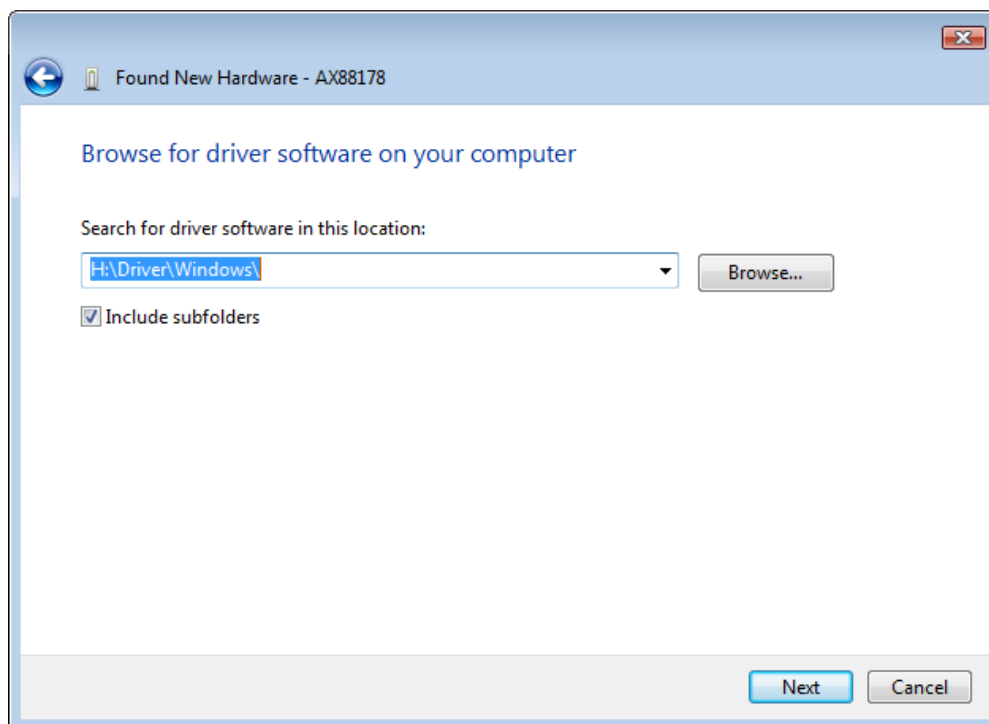 Found New Hardware - AX88178
Browse for driver software on your computer
Search for driver software in this location:
H:\Driver\Windows\
Browse...
Include subfolders
Next
Cancel